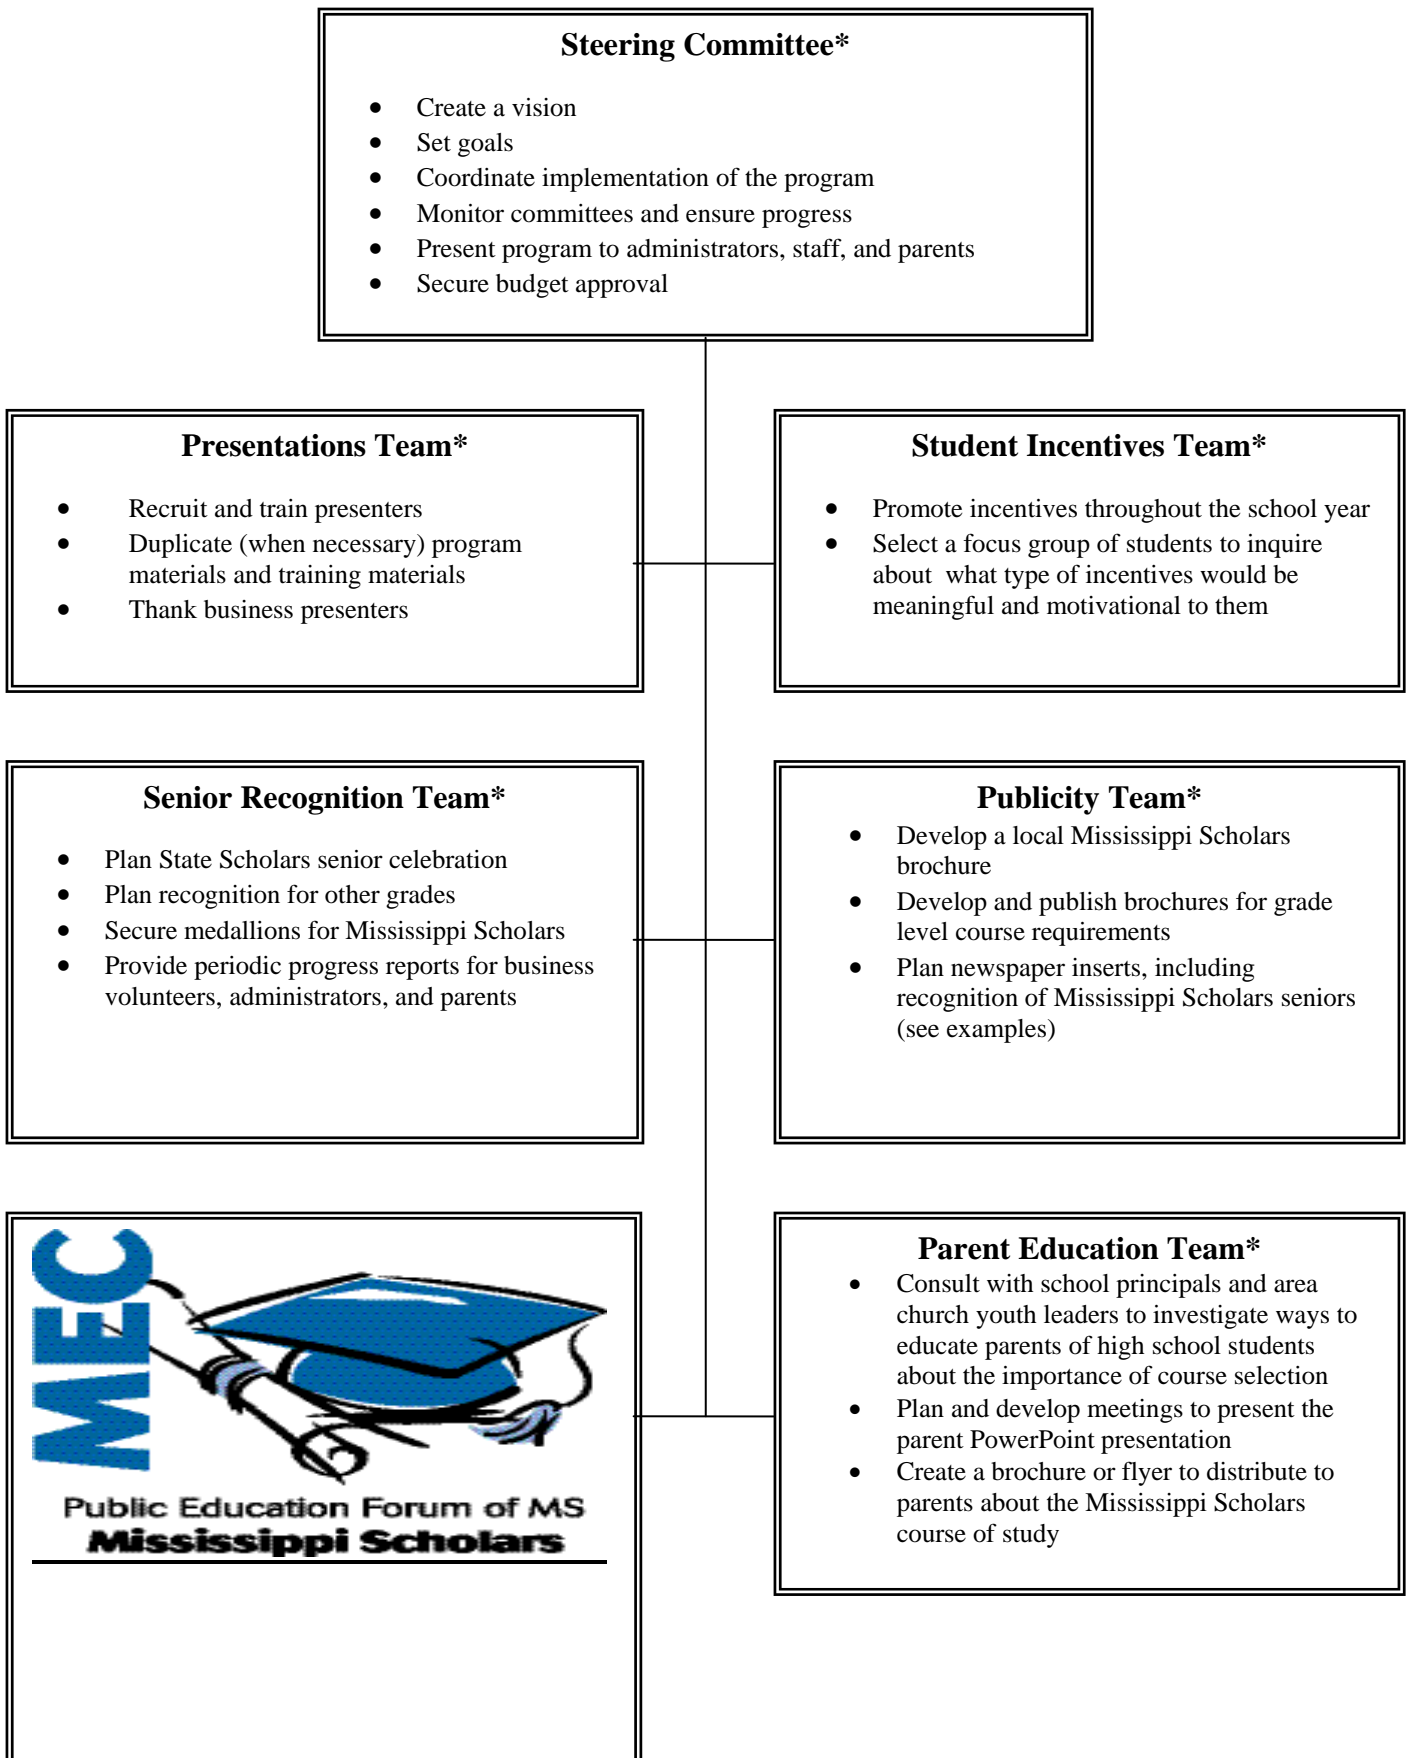 Steering Committee*
• Create a vision
• Set goals
• Coordinate implementation of the program
• Monitor committees and ensure progress
• Present program to administrators, staff, and parents
• Secure budget approval
Presentations Team*
• Recruit and train presenters
• Duplicate (when necessary) program
materials and training materials
• Thank business presenters
Student Incentives Team*
• Promote incentives throughout the school year
• Select a focus group of students to inquire
about what type of incentives would be
meaningful and motivational to them
Senior Recognition Team*
• Plan State Scholars senior celebration
• Plan recognition for other grades
• Secure medallions for Mississippi Scholars
• Provide periodic progress reports for business
volunteers, administrators, and parents
Publicity Team*
• Develop a local Mississippi Scholars
brochure
• Develop and publish brochures for grade
level course requirements
• Plan newspaper inserts, including
recognition of Mississippi Scholars seniors
(see examples)
MEC
Public Education Forum of MS
Mississippi Scholars
Parent Education Team*
• Consult with school principals and area
church youth leaders to investigate ways to
educate parents of high school students
about the importance of course selection
• Plan and develop meetings to present the
parent PowerPoint presentation
• Create a brochure or flyer to distribute to
parents about the Mississippi Scholars
course of study